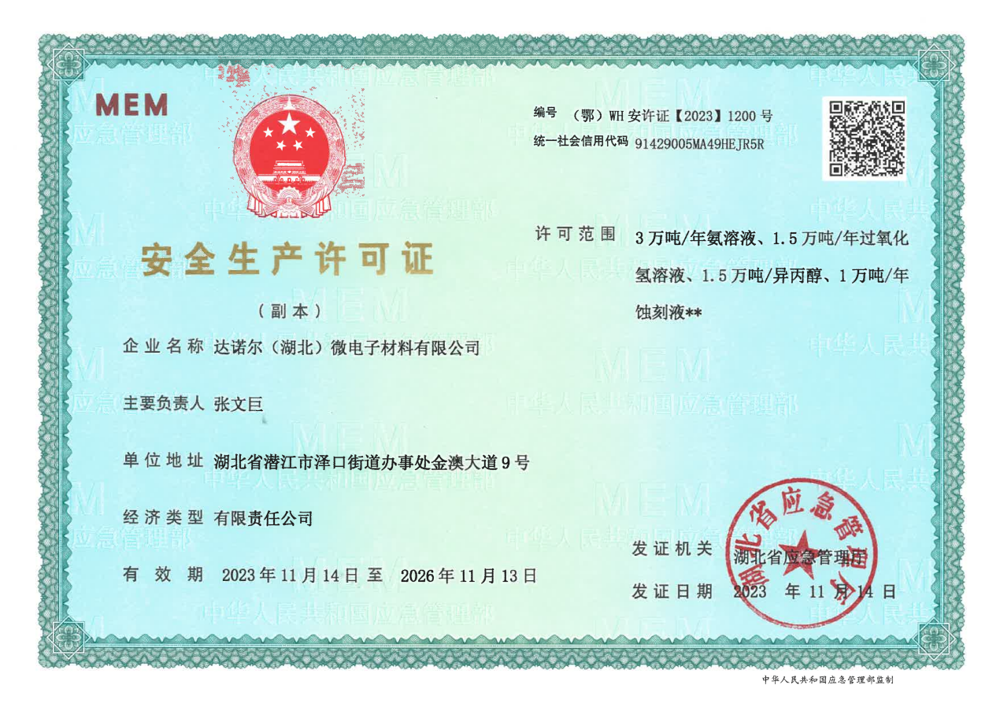 MEM
编号 （鄂）WH 安许证【2023】1200 号
统一社会信用代码 91429005MA49HEJR5R
安全生产许可证
（副本）
企业名称 达诺尔（湖北）微电子材料有限公司
主要负责人 张文巨
单位地址 湖北省潜江市泽口街道办事处金澳大道 9 号
经济类型 有限责任公司
有效期 2023 年 11 月 14 日 至 2026 年 11 月 13 日
许可范围 3 万吨/年氨溶液、1.5 万吨/年过氧化
氢溶液、1.5 万吨/异丙醇、1 万吨/年
蚀刻液**
发证机关 湖北省应急管理厅
发证日期 2023 年 11 月 14 日
湖北省应急管理厅
中华人民共和国应急管理部监制